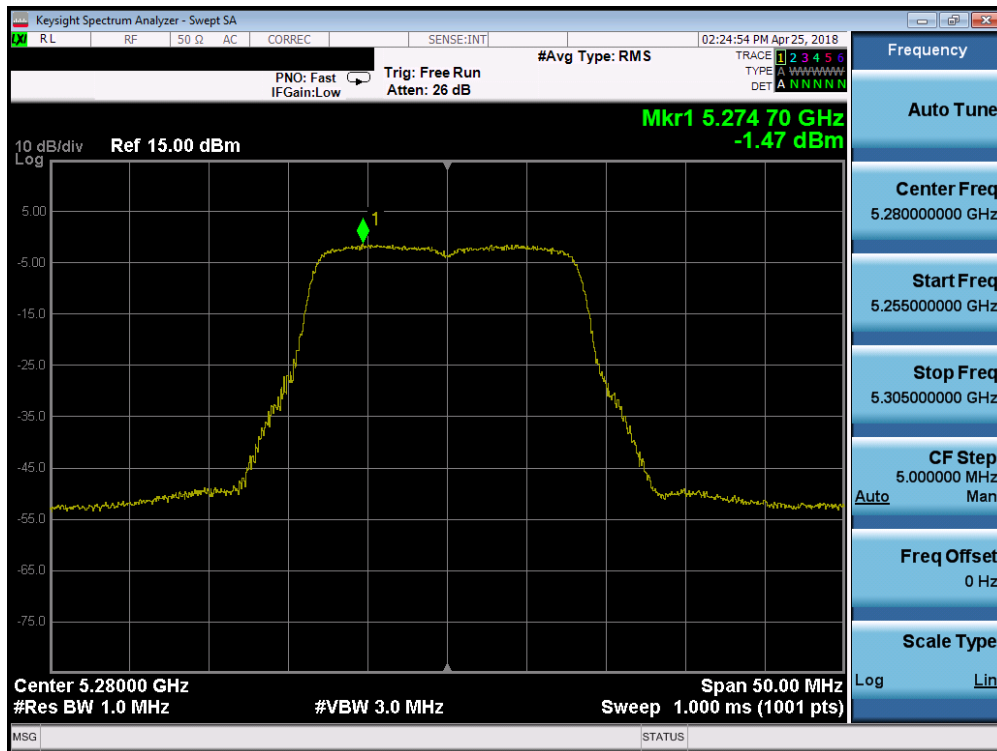 Keysight Spectrum Analyzer - Swept SA
LXI RL RF 50 Ω AC CORREC SENSE:INT 02:24:54 PM Apr 25, 2018
PNO: Fast
IFGain:Low
Trig: Free Run
Atten: 26 dB
#Avg Type: RMS
TRACE 1 2 3 4 5 6
TYPE A WWWWW
DET A N N N N N
Mkr1 5.274 70 GHz
-1.47 dBm
10 dB/div Ref 15.00 dBm
Log
5.00
-5.00
-15.0
-25.0
-35.0
-45.0
-55.0
-65.0
-75.0
1
Center 5.28000 GHz
#Res BW 1.0 MHz
#VBW 3.0 MHz
Span 50.00 MHz
Sweep 1.000 ms (1001 pts)
MSG STATUS
Frequency
Auto Tune
Center Freq
5.280000000 GHz
Start Freq
5.255000000 GHz
Stop Freq
5.305000000 GHz
CF Step
5.000000 MHz
Auto Man
Freq Offset
0 Hz
Scale Type
Log Lin